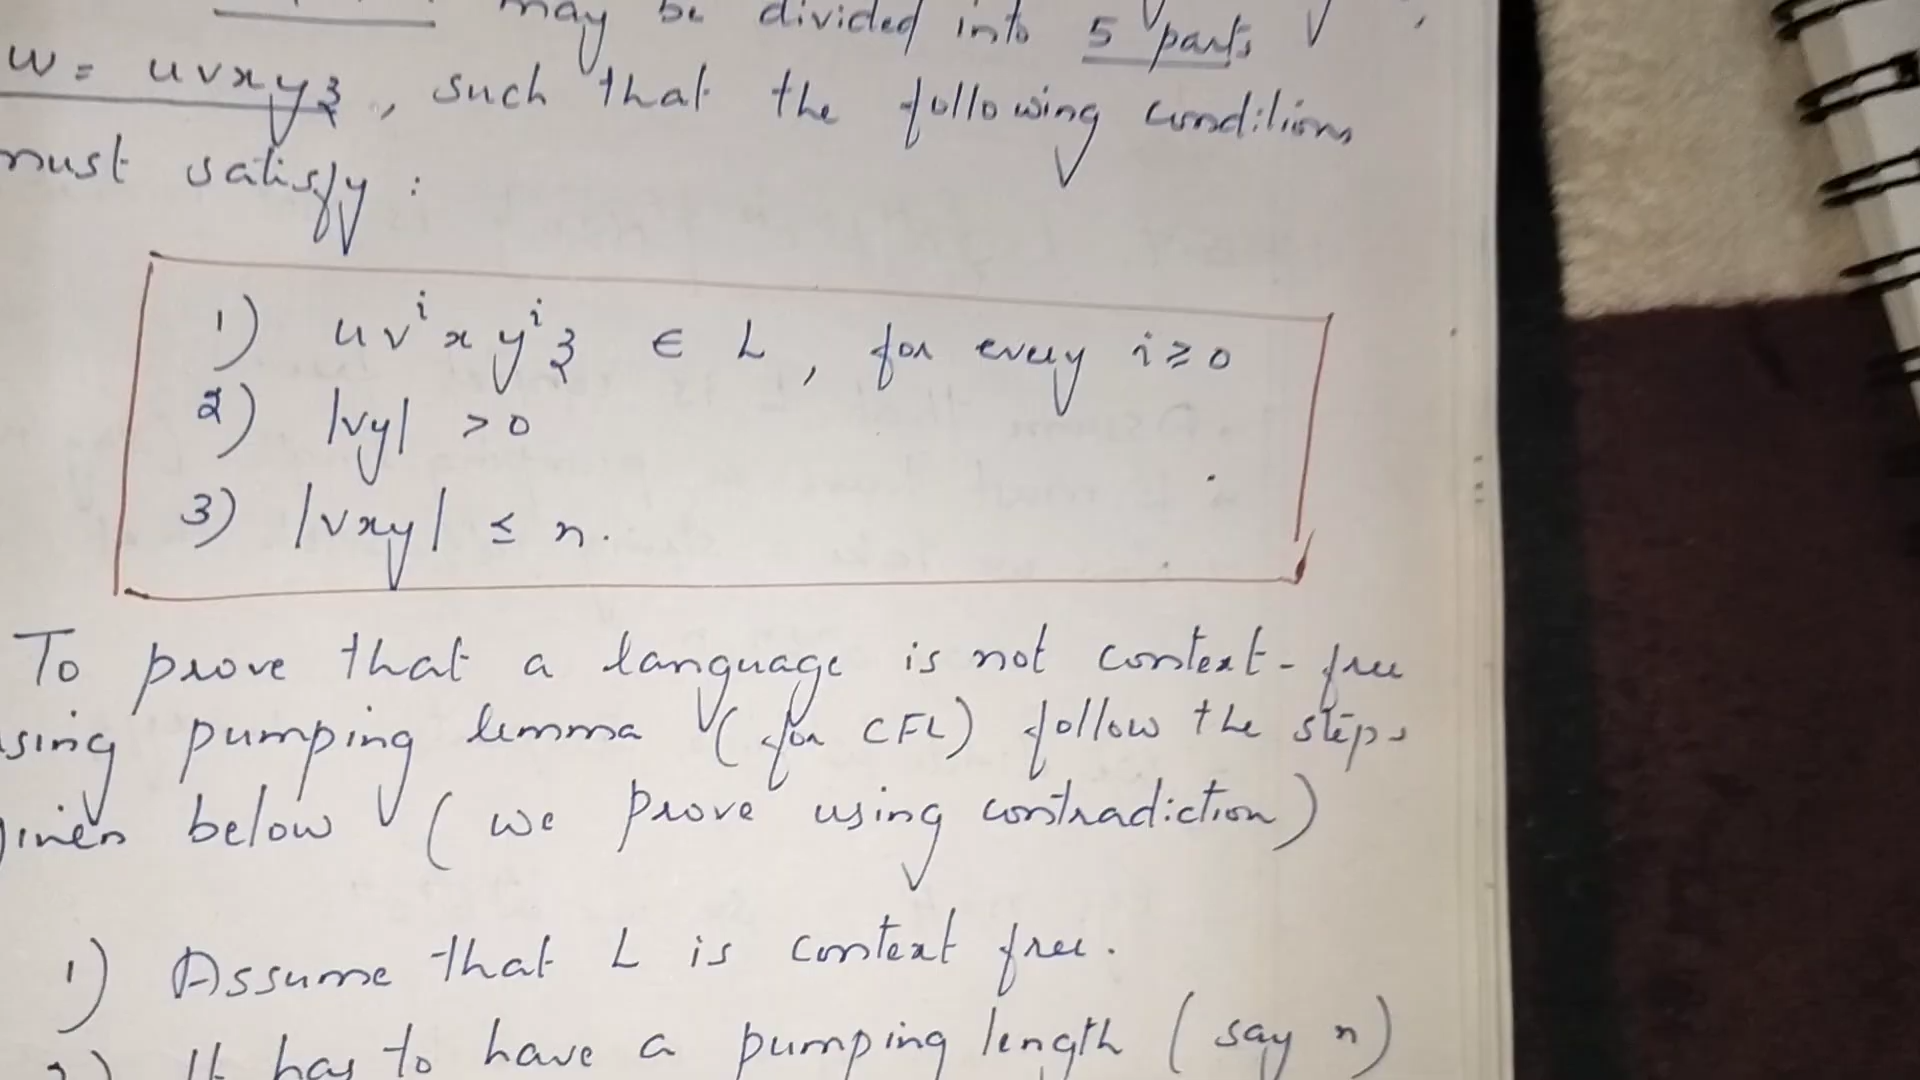 may be divided into 5 parts
w = uvxyz, such that the following conditions
must satisfy :
1) uvⁱxyⁱz ∈ L, for every i ≥ 0
2) |vy| > 0
3) |vxy| ≤ n.
To prove that a language is not context-free
using pumping lemma (for CFL) follow the steps
given below (we prove using contradiction)
1) Assume that L is context free.
2) It has to have a pumping length (say n)